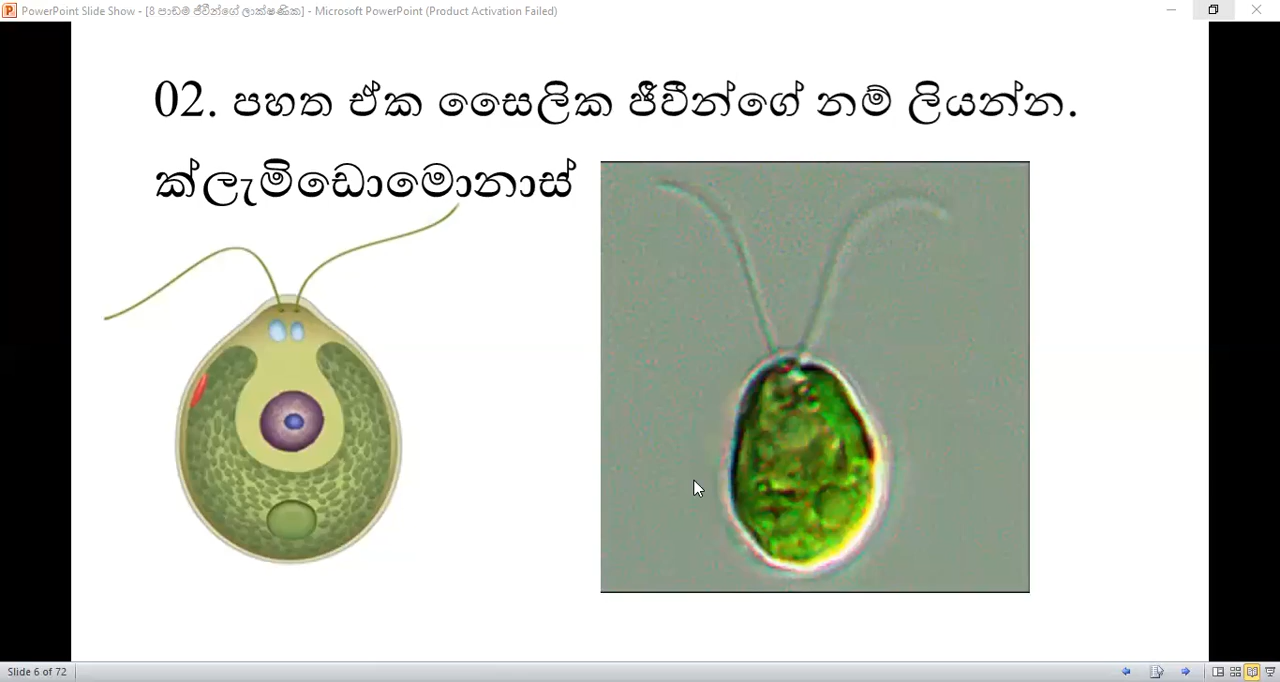 PowerPoint Slide Show - [8 පාඩම ජීවීන්ගේ ලාක්ෂණික] - Microsoft PowerPoint (Product Activation Failed)
02. පහත ඒක සෛලික ජීවීන්ගේ නම් ලියන්න.
ක්ලැමිඩොමොනාස්
Slide 6 of 72